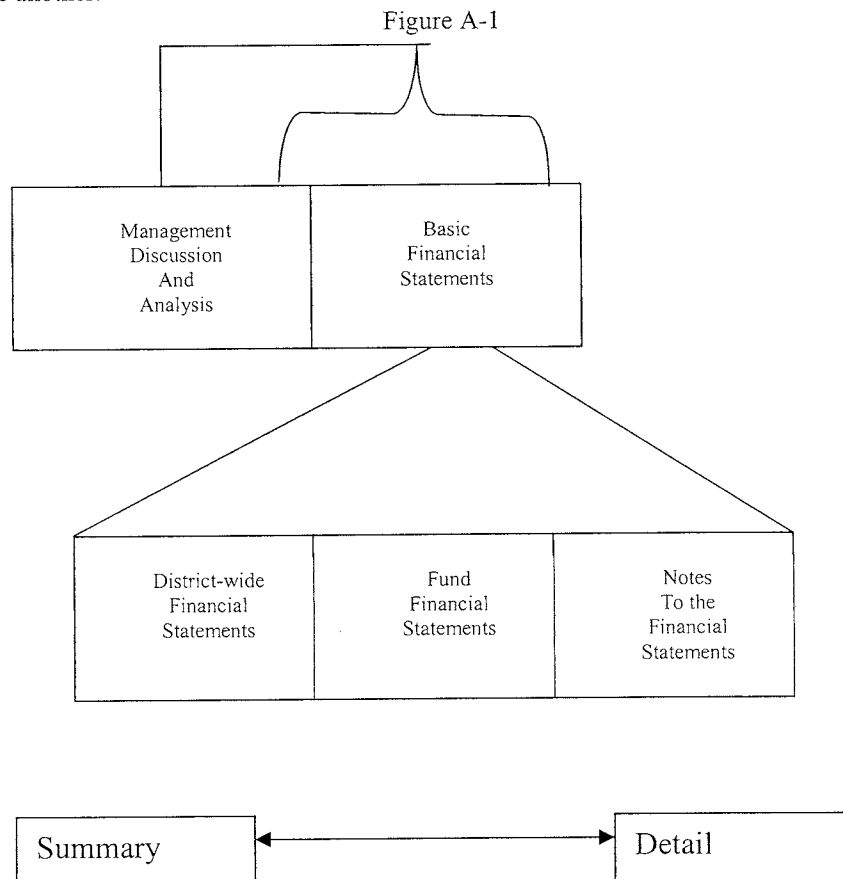 Figure A-1
Management
Discussion
And
Analysis
Basic
Financial
Statements
District-wide
Financial
Statements
Fund
Financial
Statements
Notes
To the
Financial
Statements
Summary
Detail